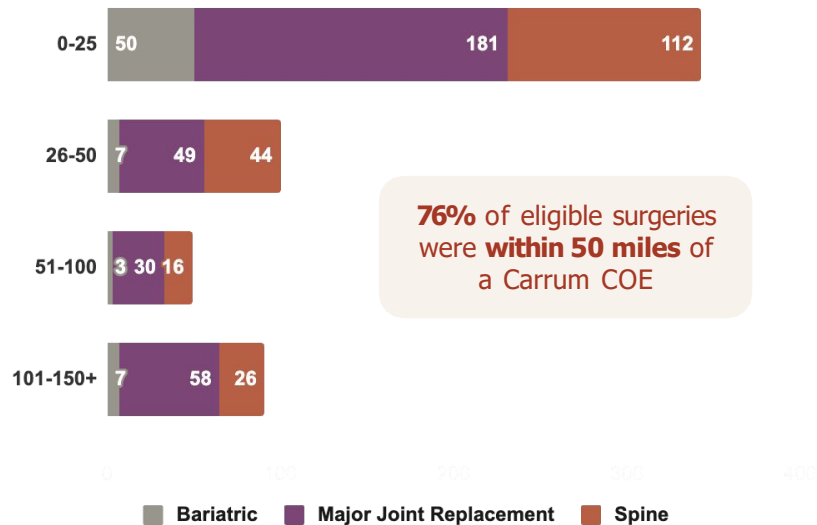 0-25 50 181 112
26-50 7 49 44
76% of eligible surgeries
were within 50 miles of
a Carrum COE
51-100 3 30 16
101-150+ 7 58 26
0 100 200 300 400
Bariatric Major Joint Replacement Spine